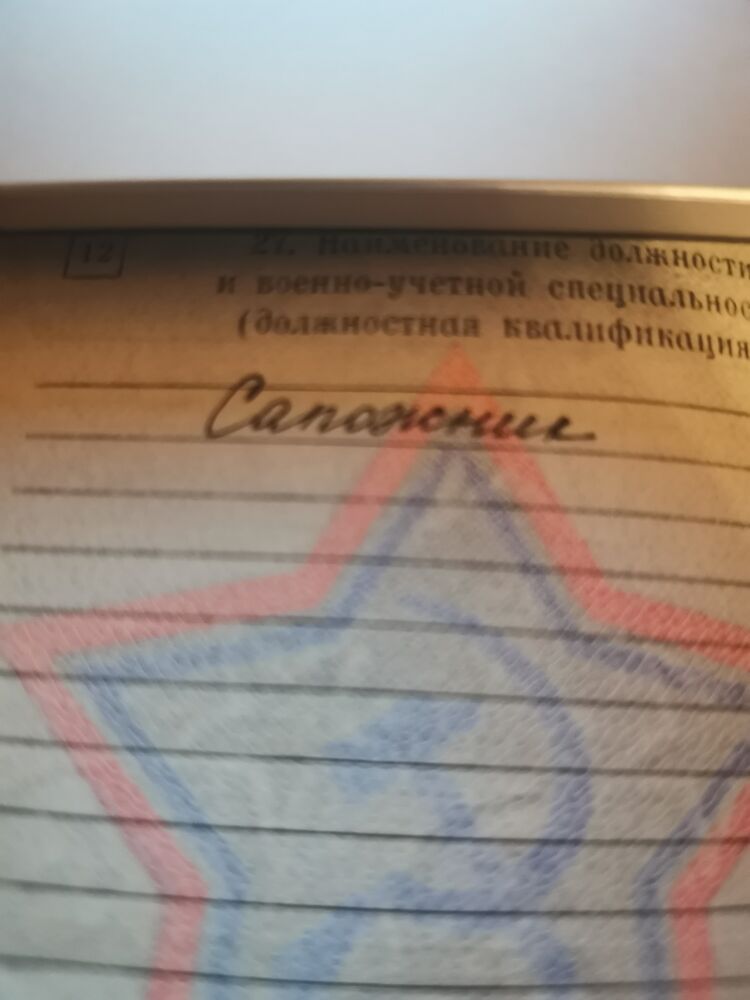 12
27. Наименование должности
и военно-учетной специальнос
(должностная квалификация
Сапожник